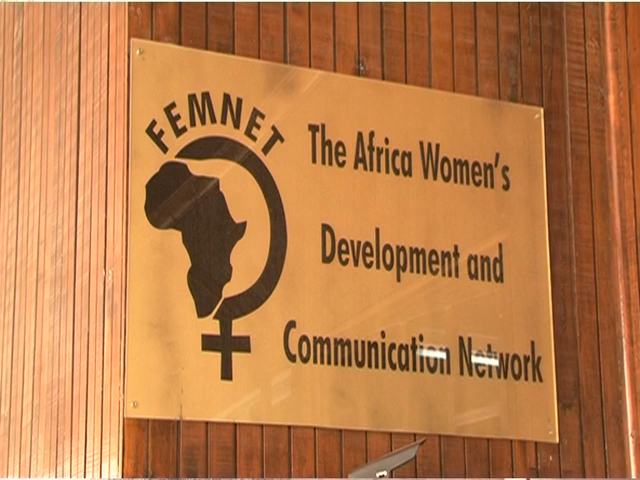 FEMNET
The Africa Women's
Development and
Communication Network